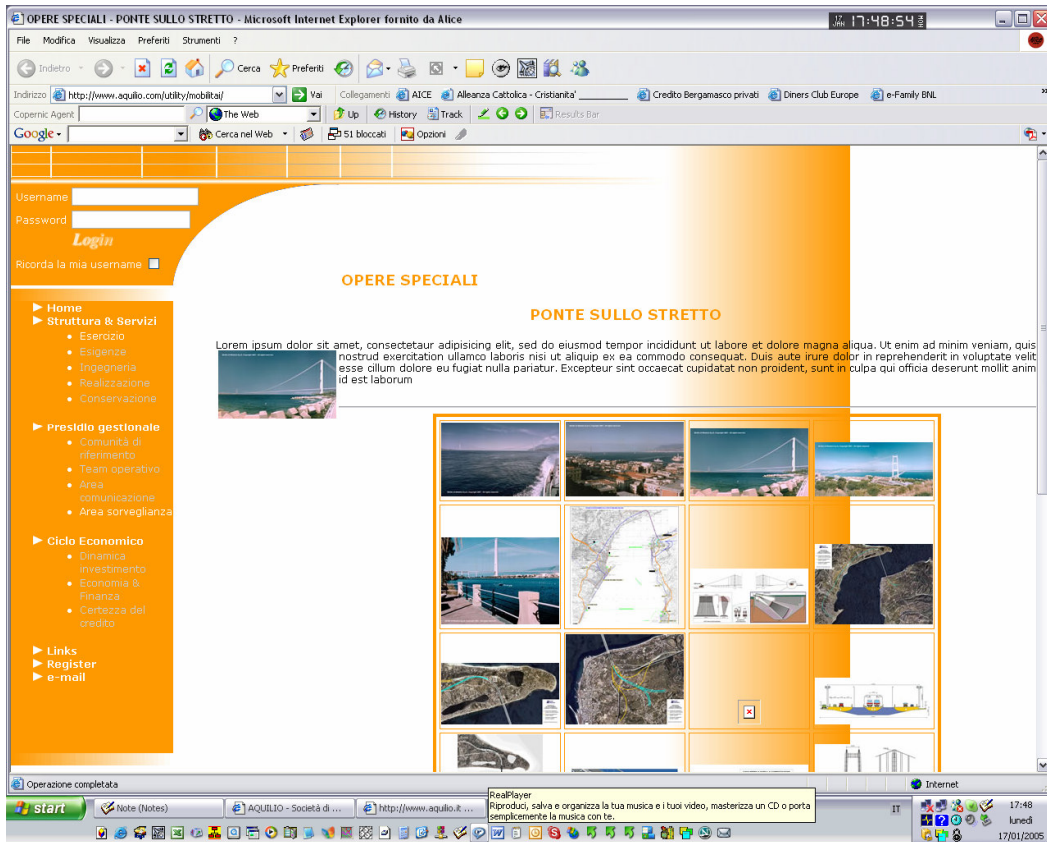 OPERE SPECIALI - PONTE SULLO STRETTO - Microsoft Internet Explorer fornito da Alice
17 JAN 17:48:54
File Modifica Visualizza Preferiti Strumenti ?
Indietro Cerca Preferiti
Indirizzo http://www.aquilio.com/utility/mobilitai/ Vai Collegamenti AICE Alleanza Cattolica - Cristianita'_______ Credito Bergamasco privati Diners Club Europe e-Family BNL »
Copernic Agent The Web Up History Track Results Bar
Google Cerca nel Web 51 bloccati Opzioni
Username
Password
Login
Ricorda la mia username
OPERE SPECIALI
PONTE SULLO STRETTO
Home
Struttura & Servizi
Esercizio
Esigenze
Ingegneria
Realizzazione
Conservazione
Presidio gestionale
Comunità di
riferimento
Team operativo
Area
comunicazione
Area sorveglianza
Ciclo Economico
Dinamica
investimento
Economia &
Finanza
Certezza del
credito
Links
Register
e-mail
Lorem ipsum dolor sit amet, consectetaur adipisicing elit, sed do eiusmod tempor incididunt ut labore et dolore magna aliqua. Ut enim ad minim veniam, quis
nostrud exercitation ullamco laboris nisi ut aliquip ex ea commodo consequat. Duis aute irure dolor in reprehenderit in voluptate velit
esse cillum dolore eu fugiat nulla pariatur. Excepteur sint occaecat cupidatat non proident, sunt in culpa qui officia deserunt mollit anim
id est laborum
Operazione completata Internet
RealPlayer
Riproduci, salva e organizza la tua musica e i tuoi video, masterizza un CD o porta
semplicemente la musica con te.
start Note (Notes) AQUILIO - Società di ... http://www.aquilio.it ... IT 17:48
lunedì
17/01/2005